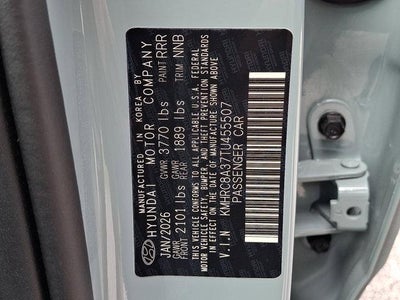 MANUFACTURED IN KOREA BY
HYUNDAI MOTOR COMPANY
JAN/2026 GVWR 3770 lbs PAINT RRR
GAWR FRONT 2101 lbs GAWR REAR 1889 lbs TRIM NNB
THIS VEHICLE CONFORMS TO ALL APPLICABLE U.S.A. FEDERAL
MOTOR VEHICLE SAFETY, BUMPER, AND THEFT PREVENTION STANDARDS
IN EFFECT ON THE DATE OF MANUFACTURE SHOWN ABOVE
V.I.N
PASSENGER CAR